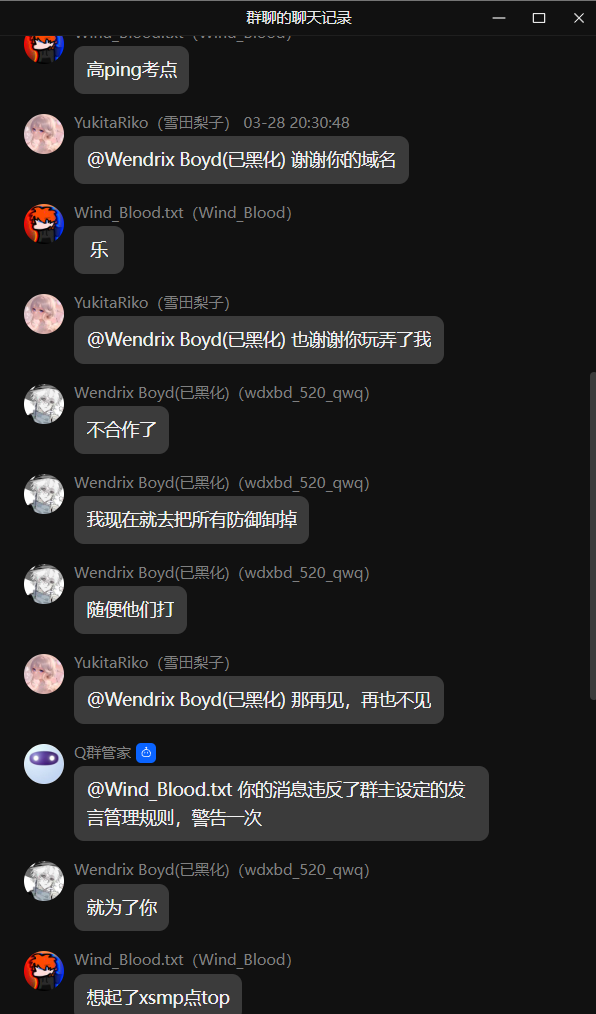 群聊的聊天记录
Wind_Blood.txt（Wind_Blood）
高ping考点
YukitaRiko（雪田梨子） 03-28 20:30:48
@Wendrix Boyd(已黑化) 谢谢你的域名
Wind_Blood.txt（Wind_Blood）
乐
YukitaRiko（雪田梨子）
@Wendrix Boyd(已黑化) 也谢谢你玩弄了我
Wendrix Boyd(已黑化)（wdxbd_520_qwq）
不合作了
Wendrix Boyd(已黑化)（wdxbd_520_qwq）
我现在就去把所有防御卸掉
Wendrix Boyd(已黑化)（wdxbd_520_qwq）
随便他们打
YukitaRiko（雪田梨子）
@Wendrix Boyd(已黑化) 那再见，再也不见
Q群管家
@Wind_Blood.txt 你的消息违反了群主设定的发
言管理规则，警告一次
Wendrix Boyd(已黑化)（wdxbd_520_qwq）
就为了你
Wind_Blood.txt（Wind_Blood）
想起了xsmp点top